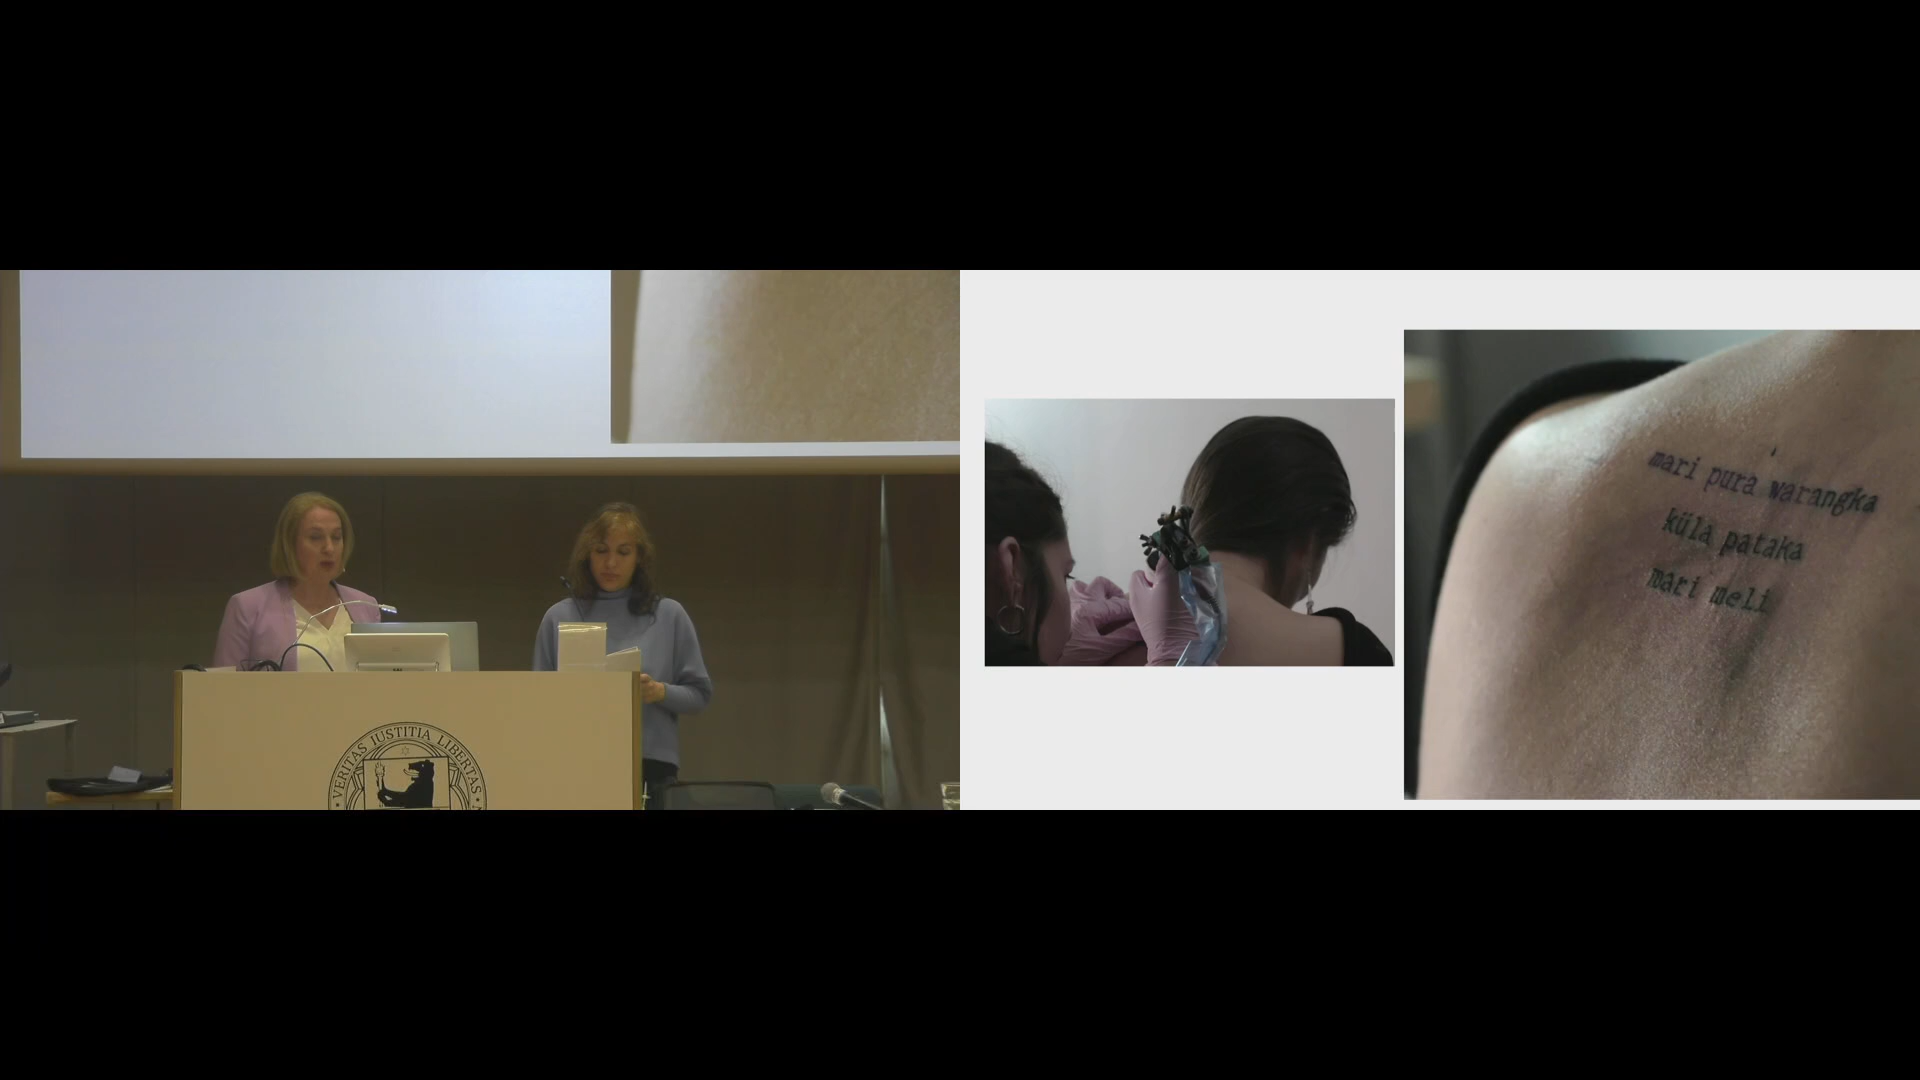 VERITAS IUSTITIA LIBERTAS
mari pura warangka
küla pataka
mari meli